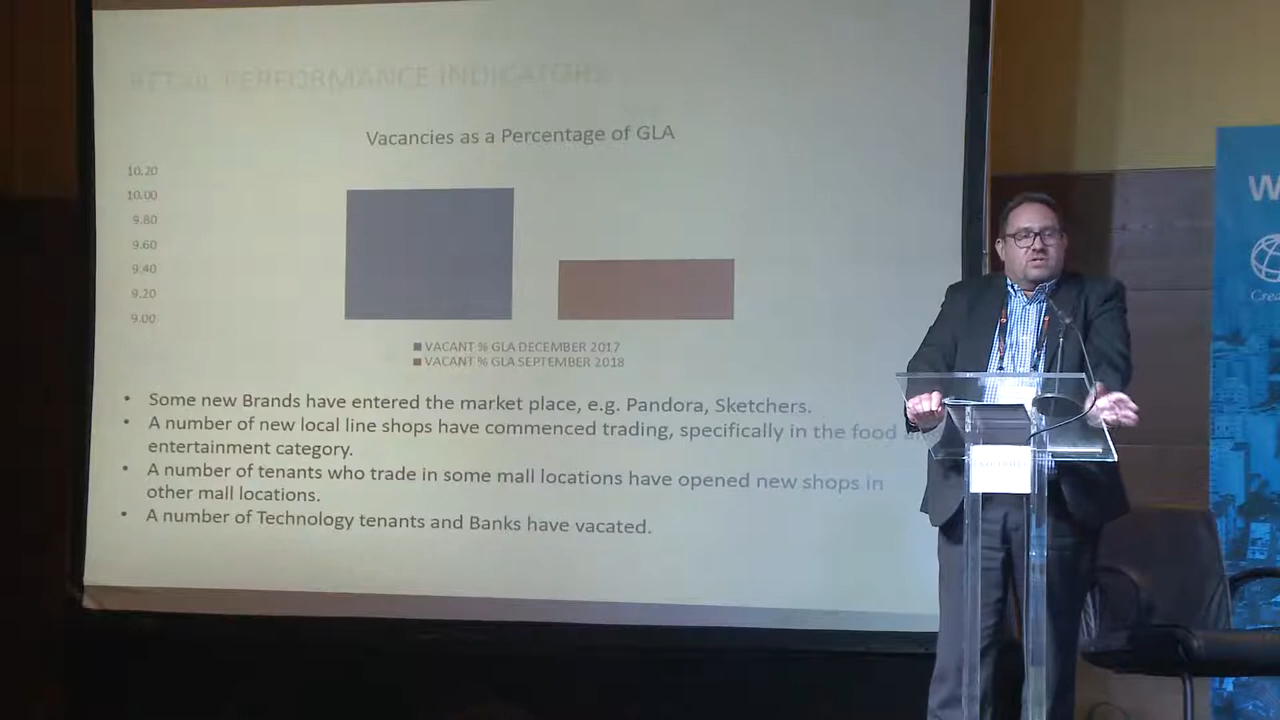 RETAIL PERFORMANCE INDICATORS
Vacancies as a Percentage of GLA
10.20
10.00
9.80
9.60
9.40
9.20
9.00
VACANT % GLA DECEMBER 2017
VACANT % GLA SEPTEMBER 2018
• Some new Brands have entered the market place, e.g. Pandora, Sketchers.
• A number of new local line shops have commenced trading, specifically in the food
entertainment category.
• A number of tenants who trade in some mall locations have opened new shops in
other mall locations.
• A number of Technology tenants and Banks have vacated.
W
Crea